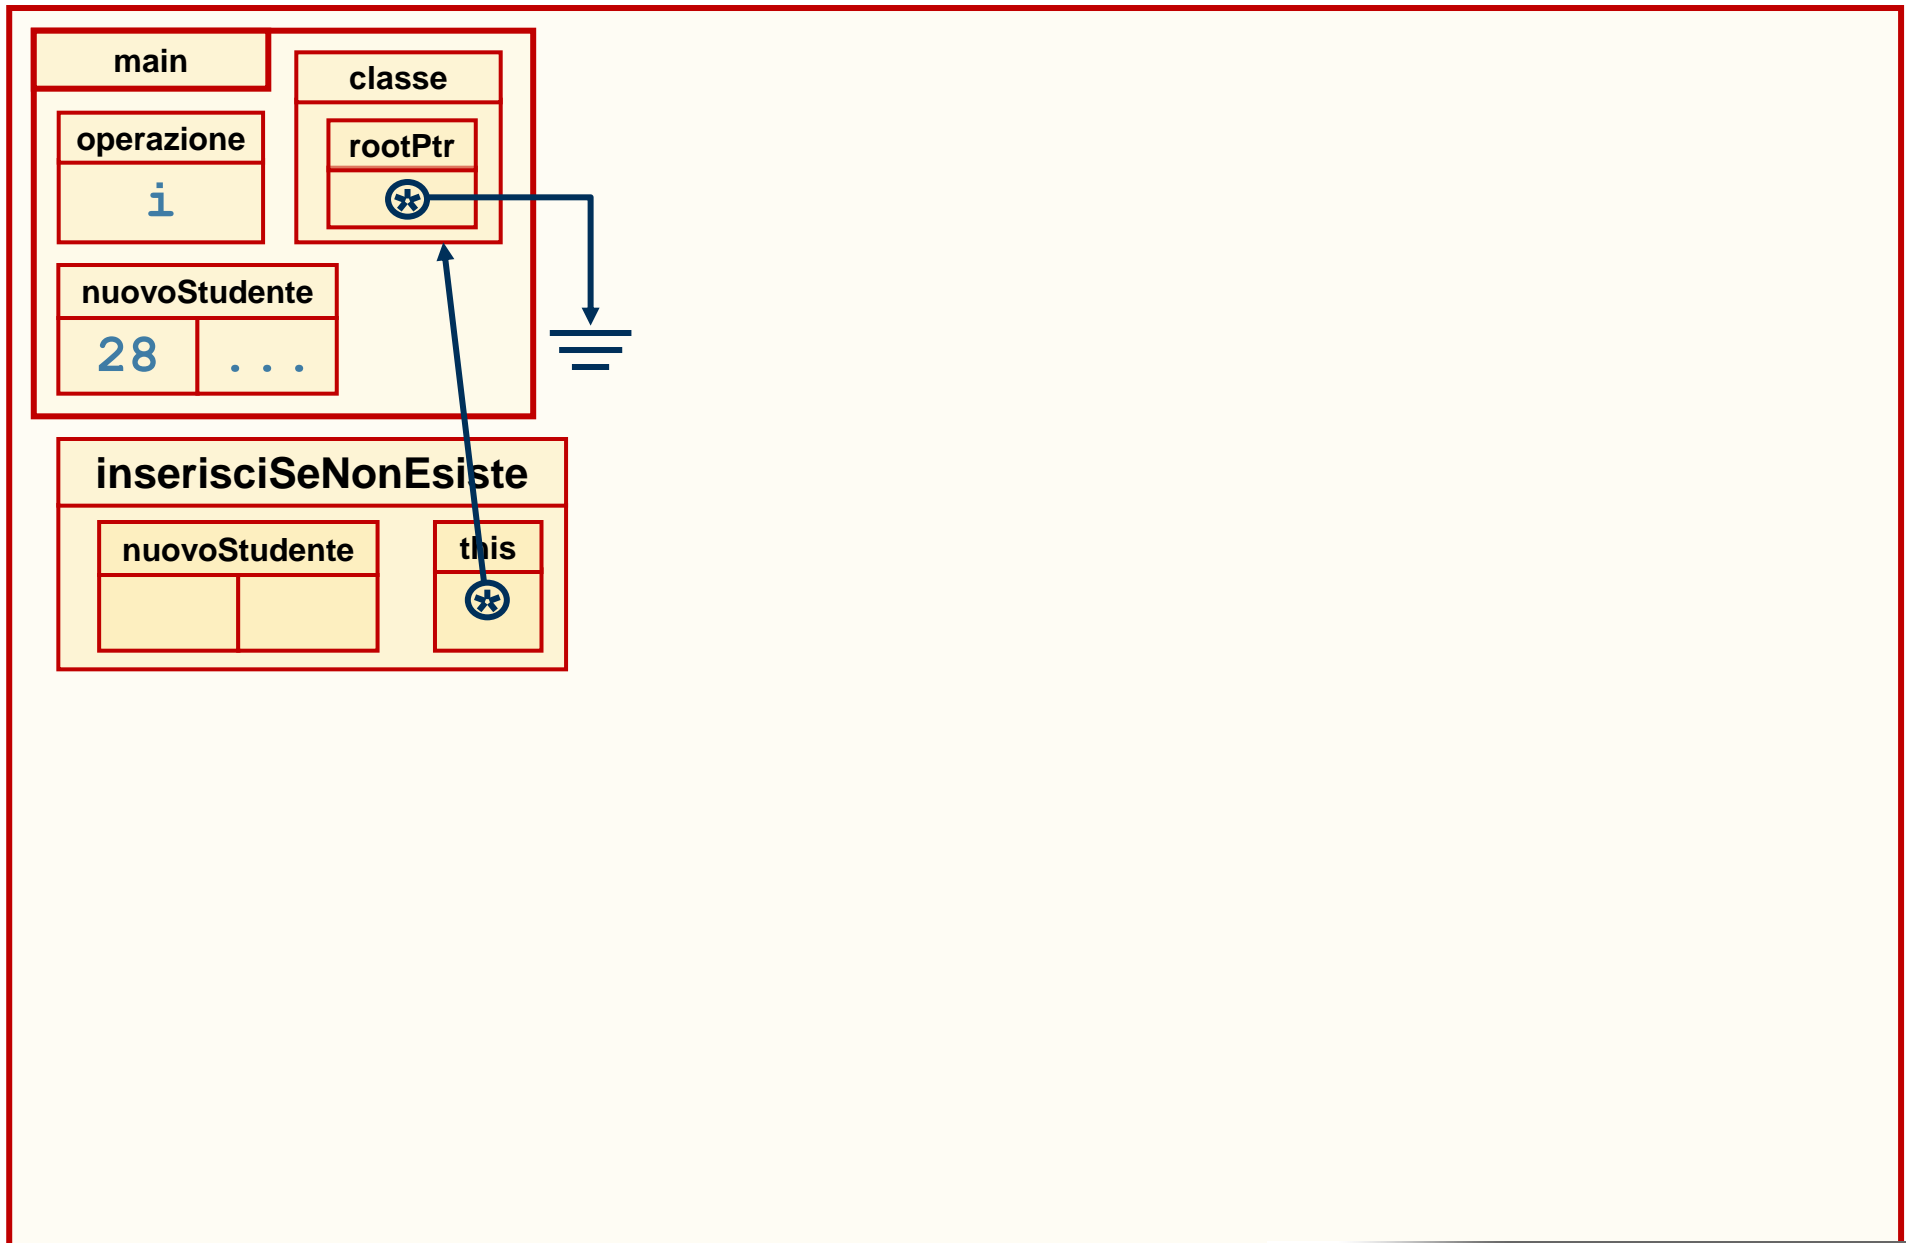 main
classe
operazione
rootPtr
i
*
nuovoStudente
28 ...
inserisciSeNonEsiste
nuovoStudente this
*